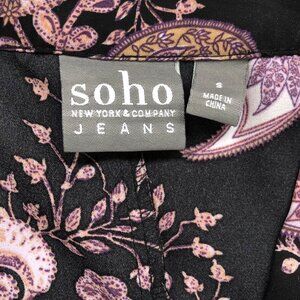 soho
NEW YORK & COMPANY
JEANS
S
MADE IN
CHINA